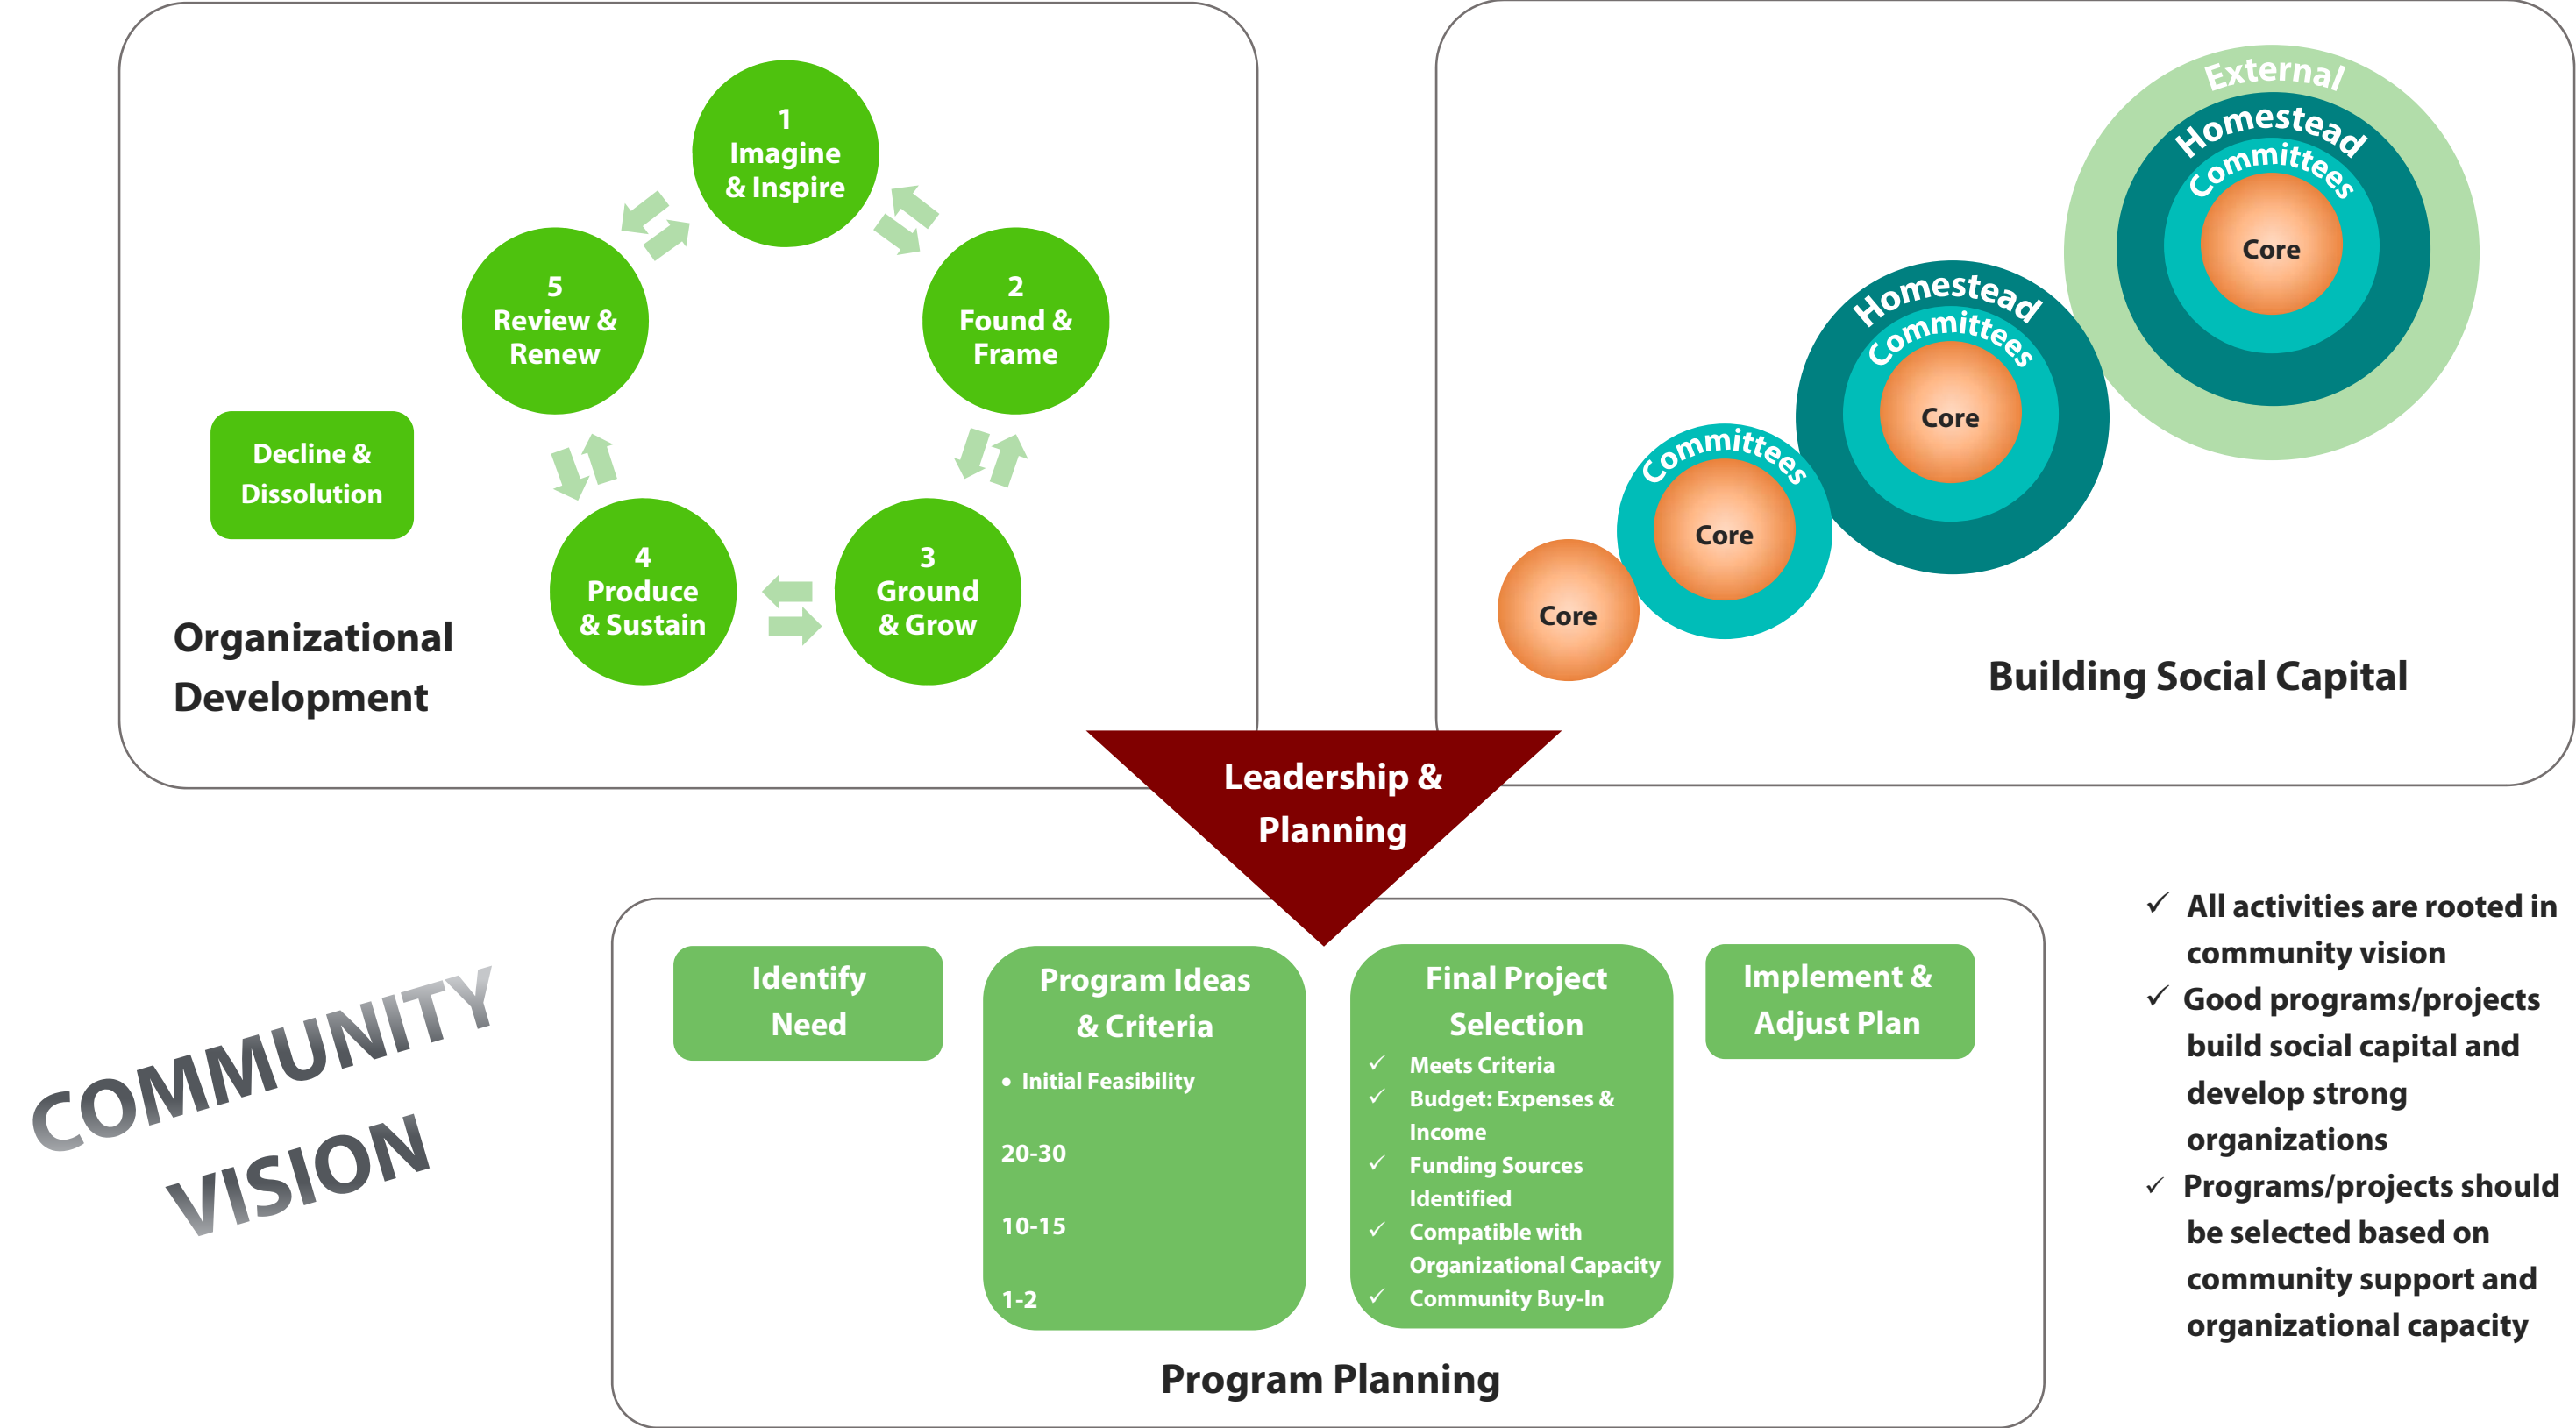 1
Imagine
& Inspire
2
Found &
Frame
3
Ground
& Grow
4
Produce
& Sustain
5
Review &
Renew
Decline &
Dissolution
Organizational
Development
External
Homestead
Committees
Core
Homestead
Committees
Core
Committees
Core
Core
Building Social Capital
Leadership &
Planning
COMMUNITY
VISION
Identify
Need
Program Ideas
& Criteria
• Initial Feasibility
20-30
10-15
1-2
Final Project
Selection
✓ Meets Criteria
✓ Budget: Expenses &
Income
✓ Funding Sources
Identified
✓ Compatible with
Organizational Capacity
✓ Community Buy-In
Implement &
Adjust Plan
Program Planning
✓ All activities are rooted in
community vision
✓ Good programs/projects
build social capital and
develop strong
organizations
✓ Programs/projects should
be selected based on
community support and
organizational capacity